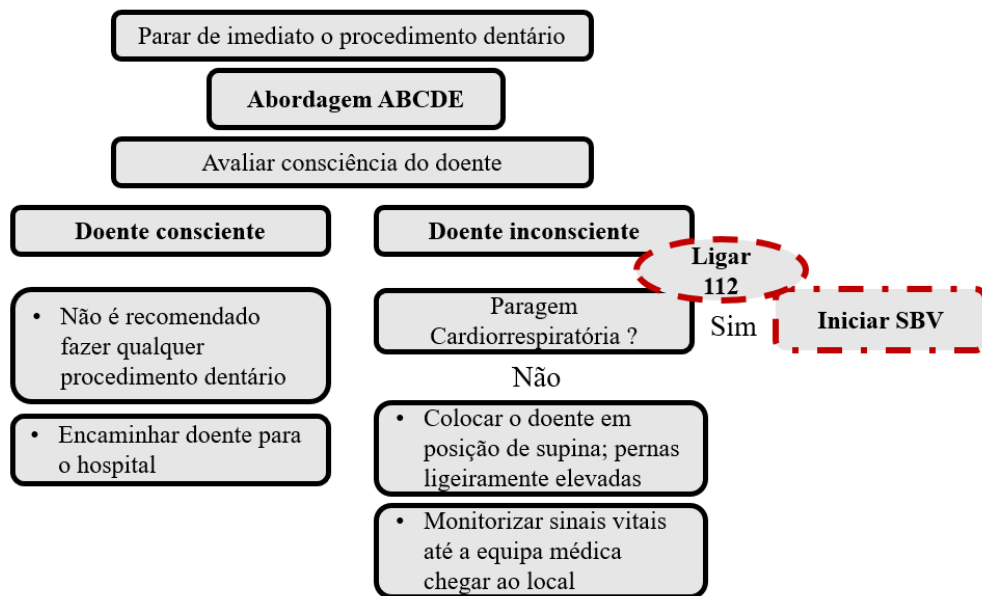 Parar de imediato o procedimento dentário
Abordagem ABCDE
Avaliar consciência do doente
Doente consciente
Doente inconsciente
Ligar
112
• Não é recomendado
fazer qualquer
procedimento dentário
Paragem
Cardiorrespiratória ?
Sim
Iniciar SBV
Não
• Encaminhar doente para
o hospital
• Colocar o doente em
posição de supina; pernas
ligeiramente elevadas
• Monitorizar sinais vitais
até a equipa médica
chegar ao local